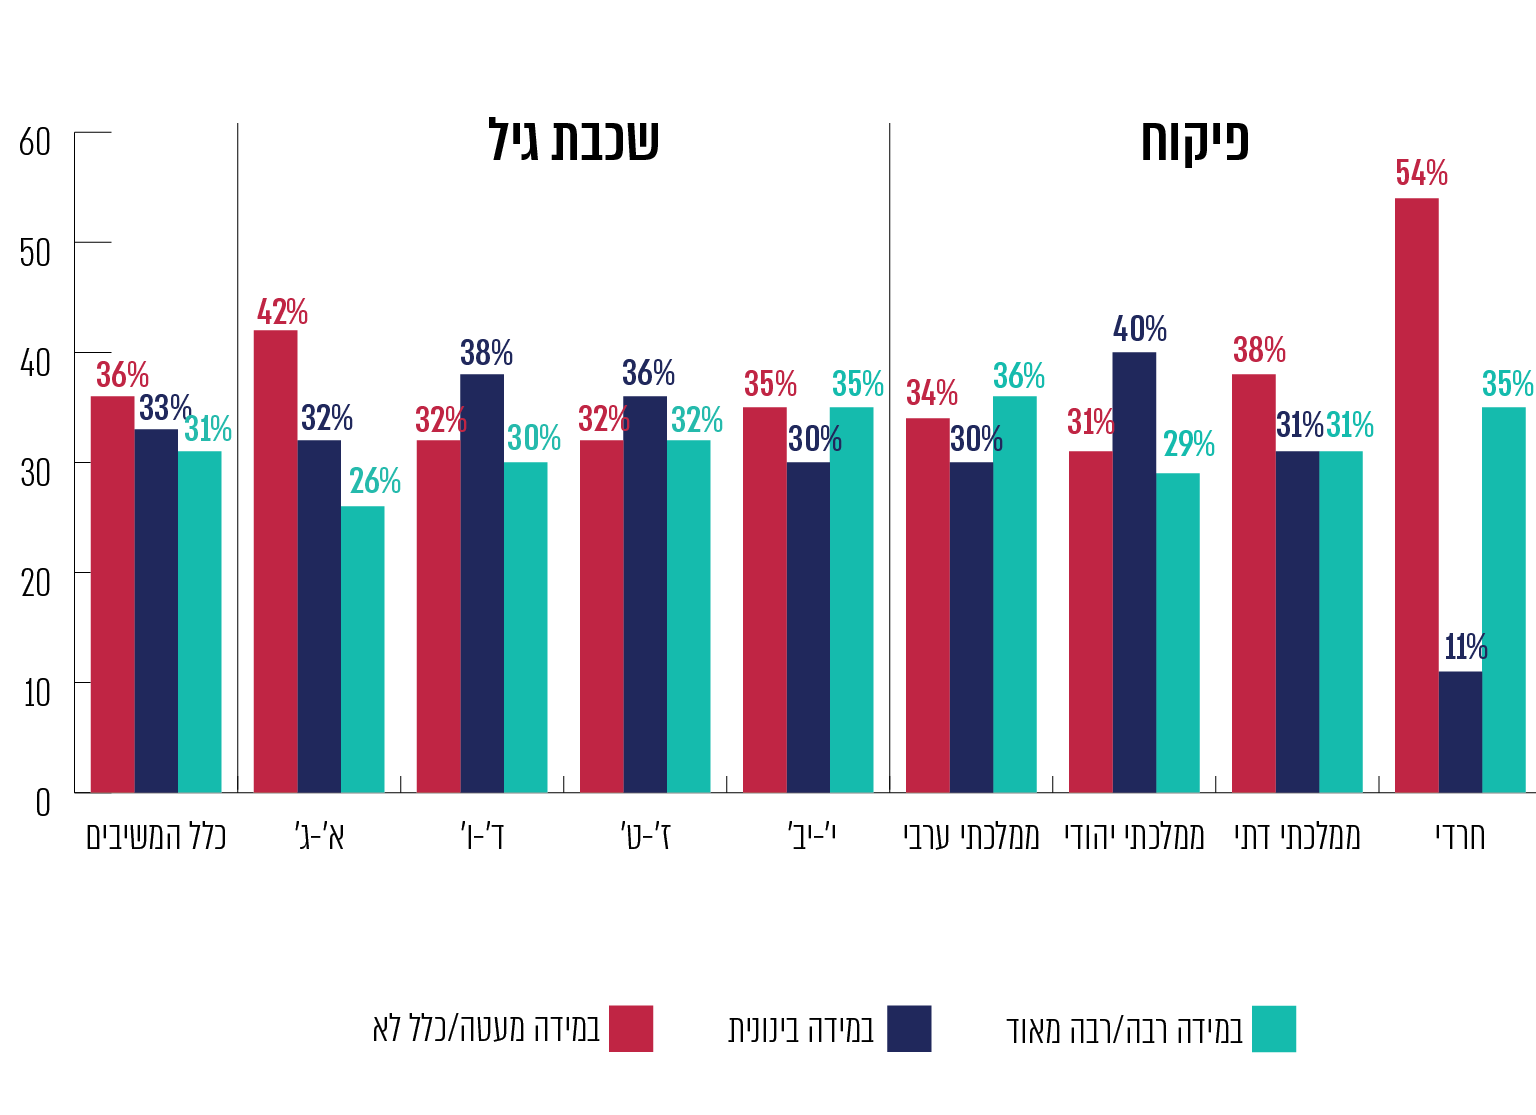 שכבת גיל
פיקוח
60
50
40
30
20
10
0
36%
33%
31%
42%
32%
26%
32%
38%
30%
32%
36%
32%
35%
30%
35%
34%
30%
36%
31%
40%
29%
38%
31%
31%
54%
11%
35%
כלל המשיבים
א'-ג'
ד'-ו'
ז'-ט'
י'-יב'
ממלכתי ערבי
ממלכתי יהודי
ממלכתי דתי
חרדי
במידה רבה/רבה מאוד
במידה בינונית
במידה מעטה/כלל לא